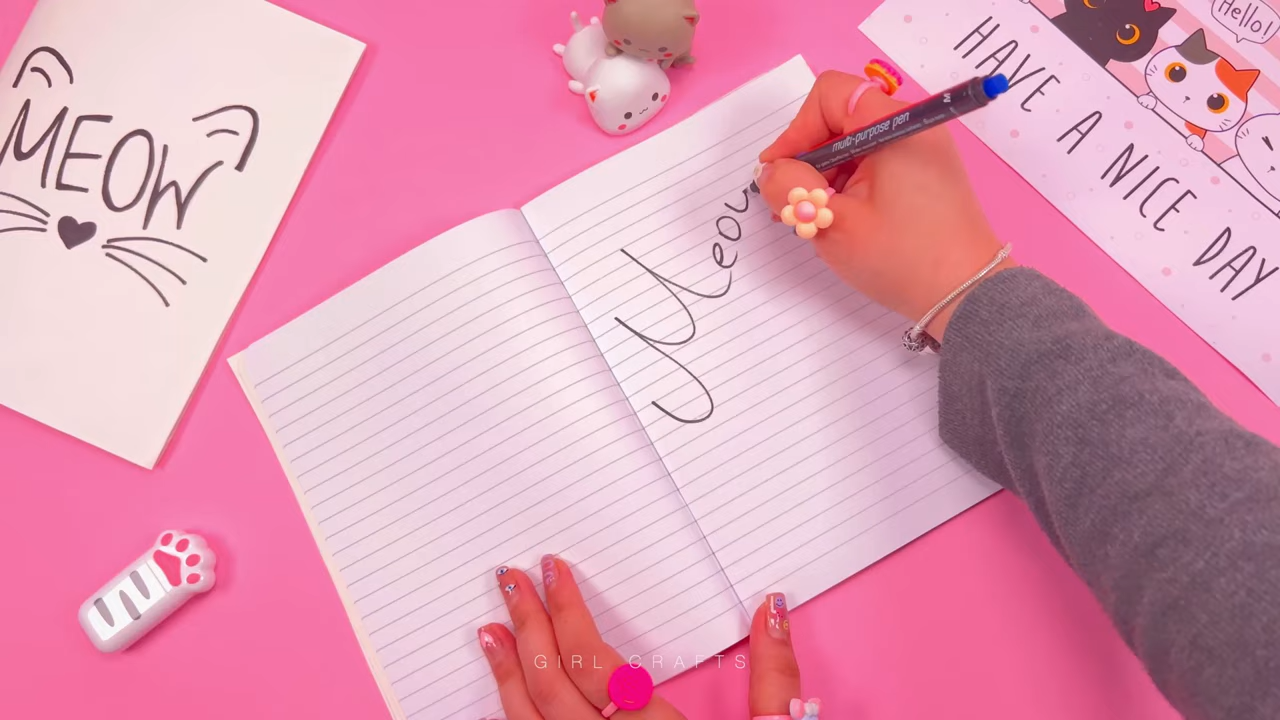 MEOW
Meow
multi-purpose pen
M
Hello!
HAVE A NICE DAY
GIRL CRAFTS